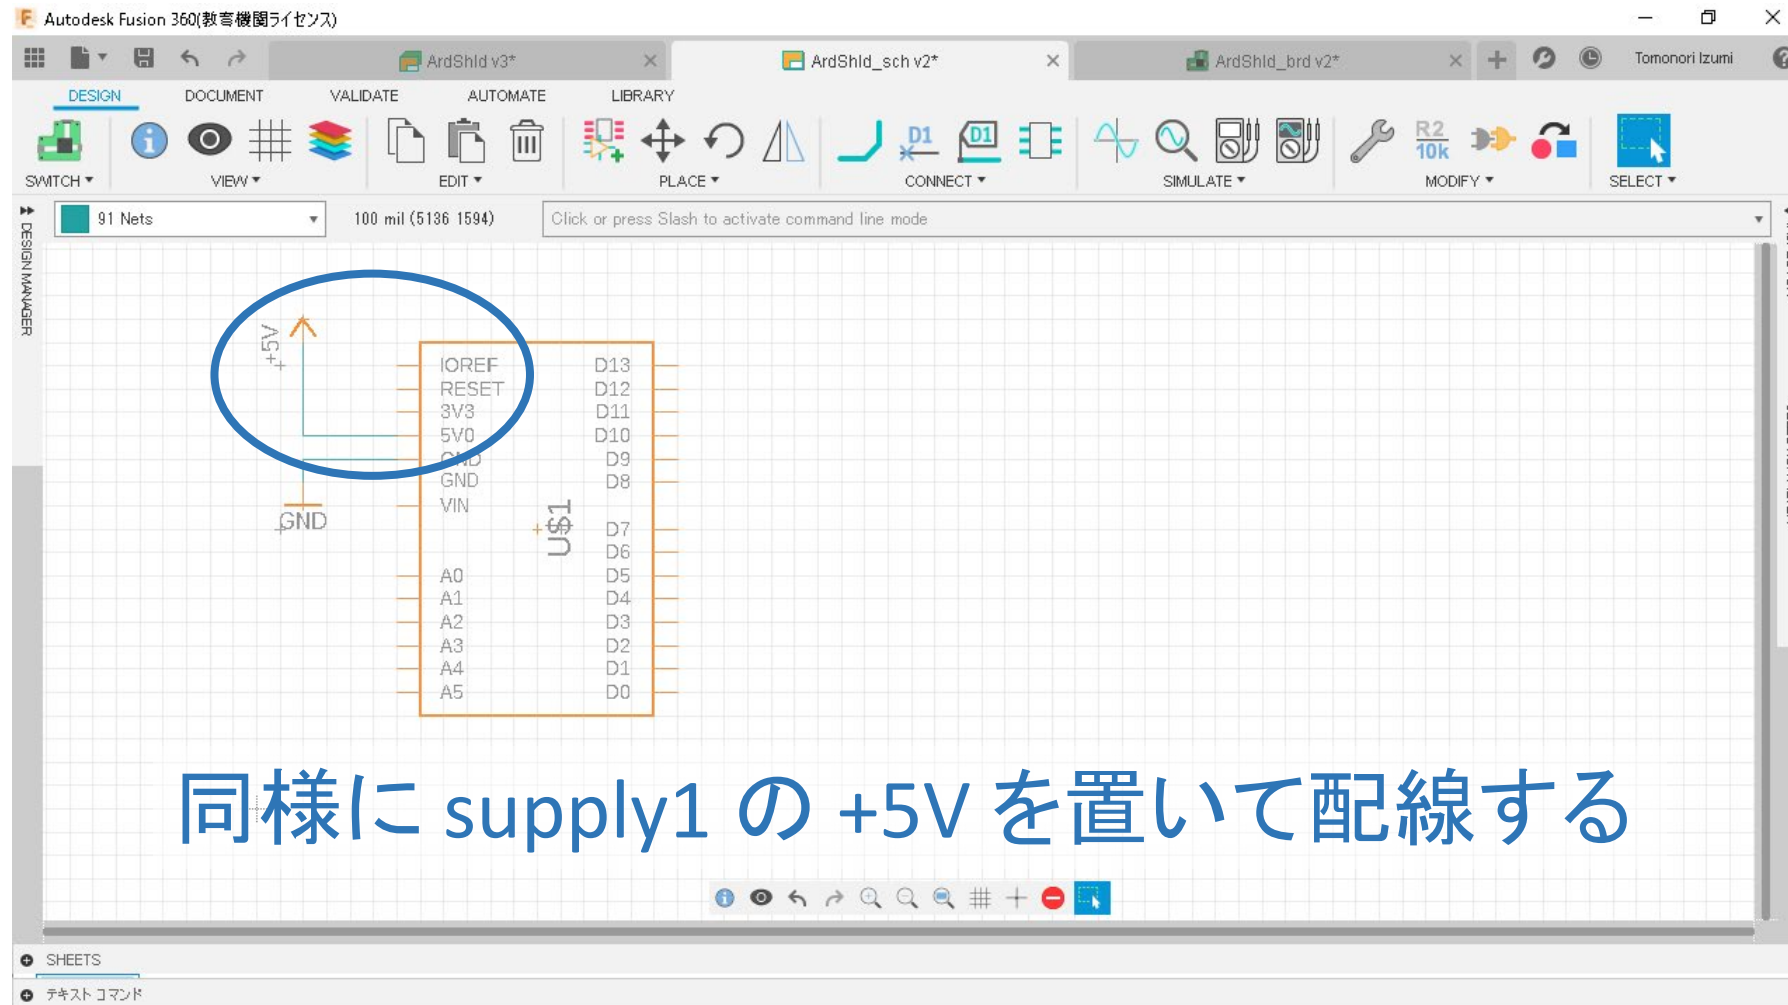 Autodesk Fusion 360(教育機関ライセンス)
ArdShld v3*
ArdShld_sch v2*
ArdShld_brd v2*
Tomonori Izumi
DESIGN DOCUMENT VALIDATE AUTOMATE LIBRARY
D1 D1 R2 10k
SWITCH VIEW EDIT PLACE CONNECT SIMULATE MODIFY SELECT
91 Nets
100 mil (5136 1594)
Click or press Slash to activate command line mode
DESIGN MANAGER
+5V
IOREF D13
RESET D12
3V3 D11
5V0 D10
GND D9
GND D8
VIN
GND
U$1
D7
D6
A0 D5
A1 D4
A2 D3
A3 D2
A4 D1
A5 D0
同様に supply1 の +5V を置いて配線する
SHEETS
テキスト コマンド